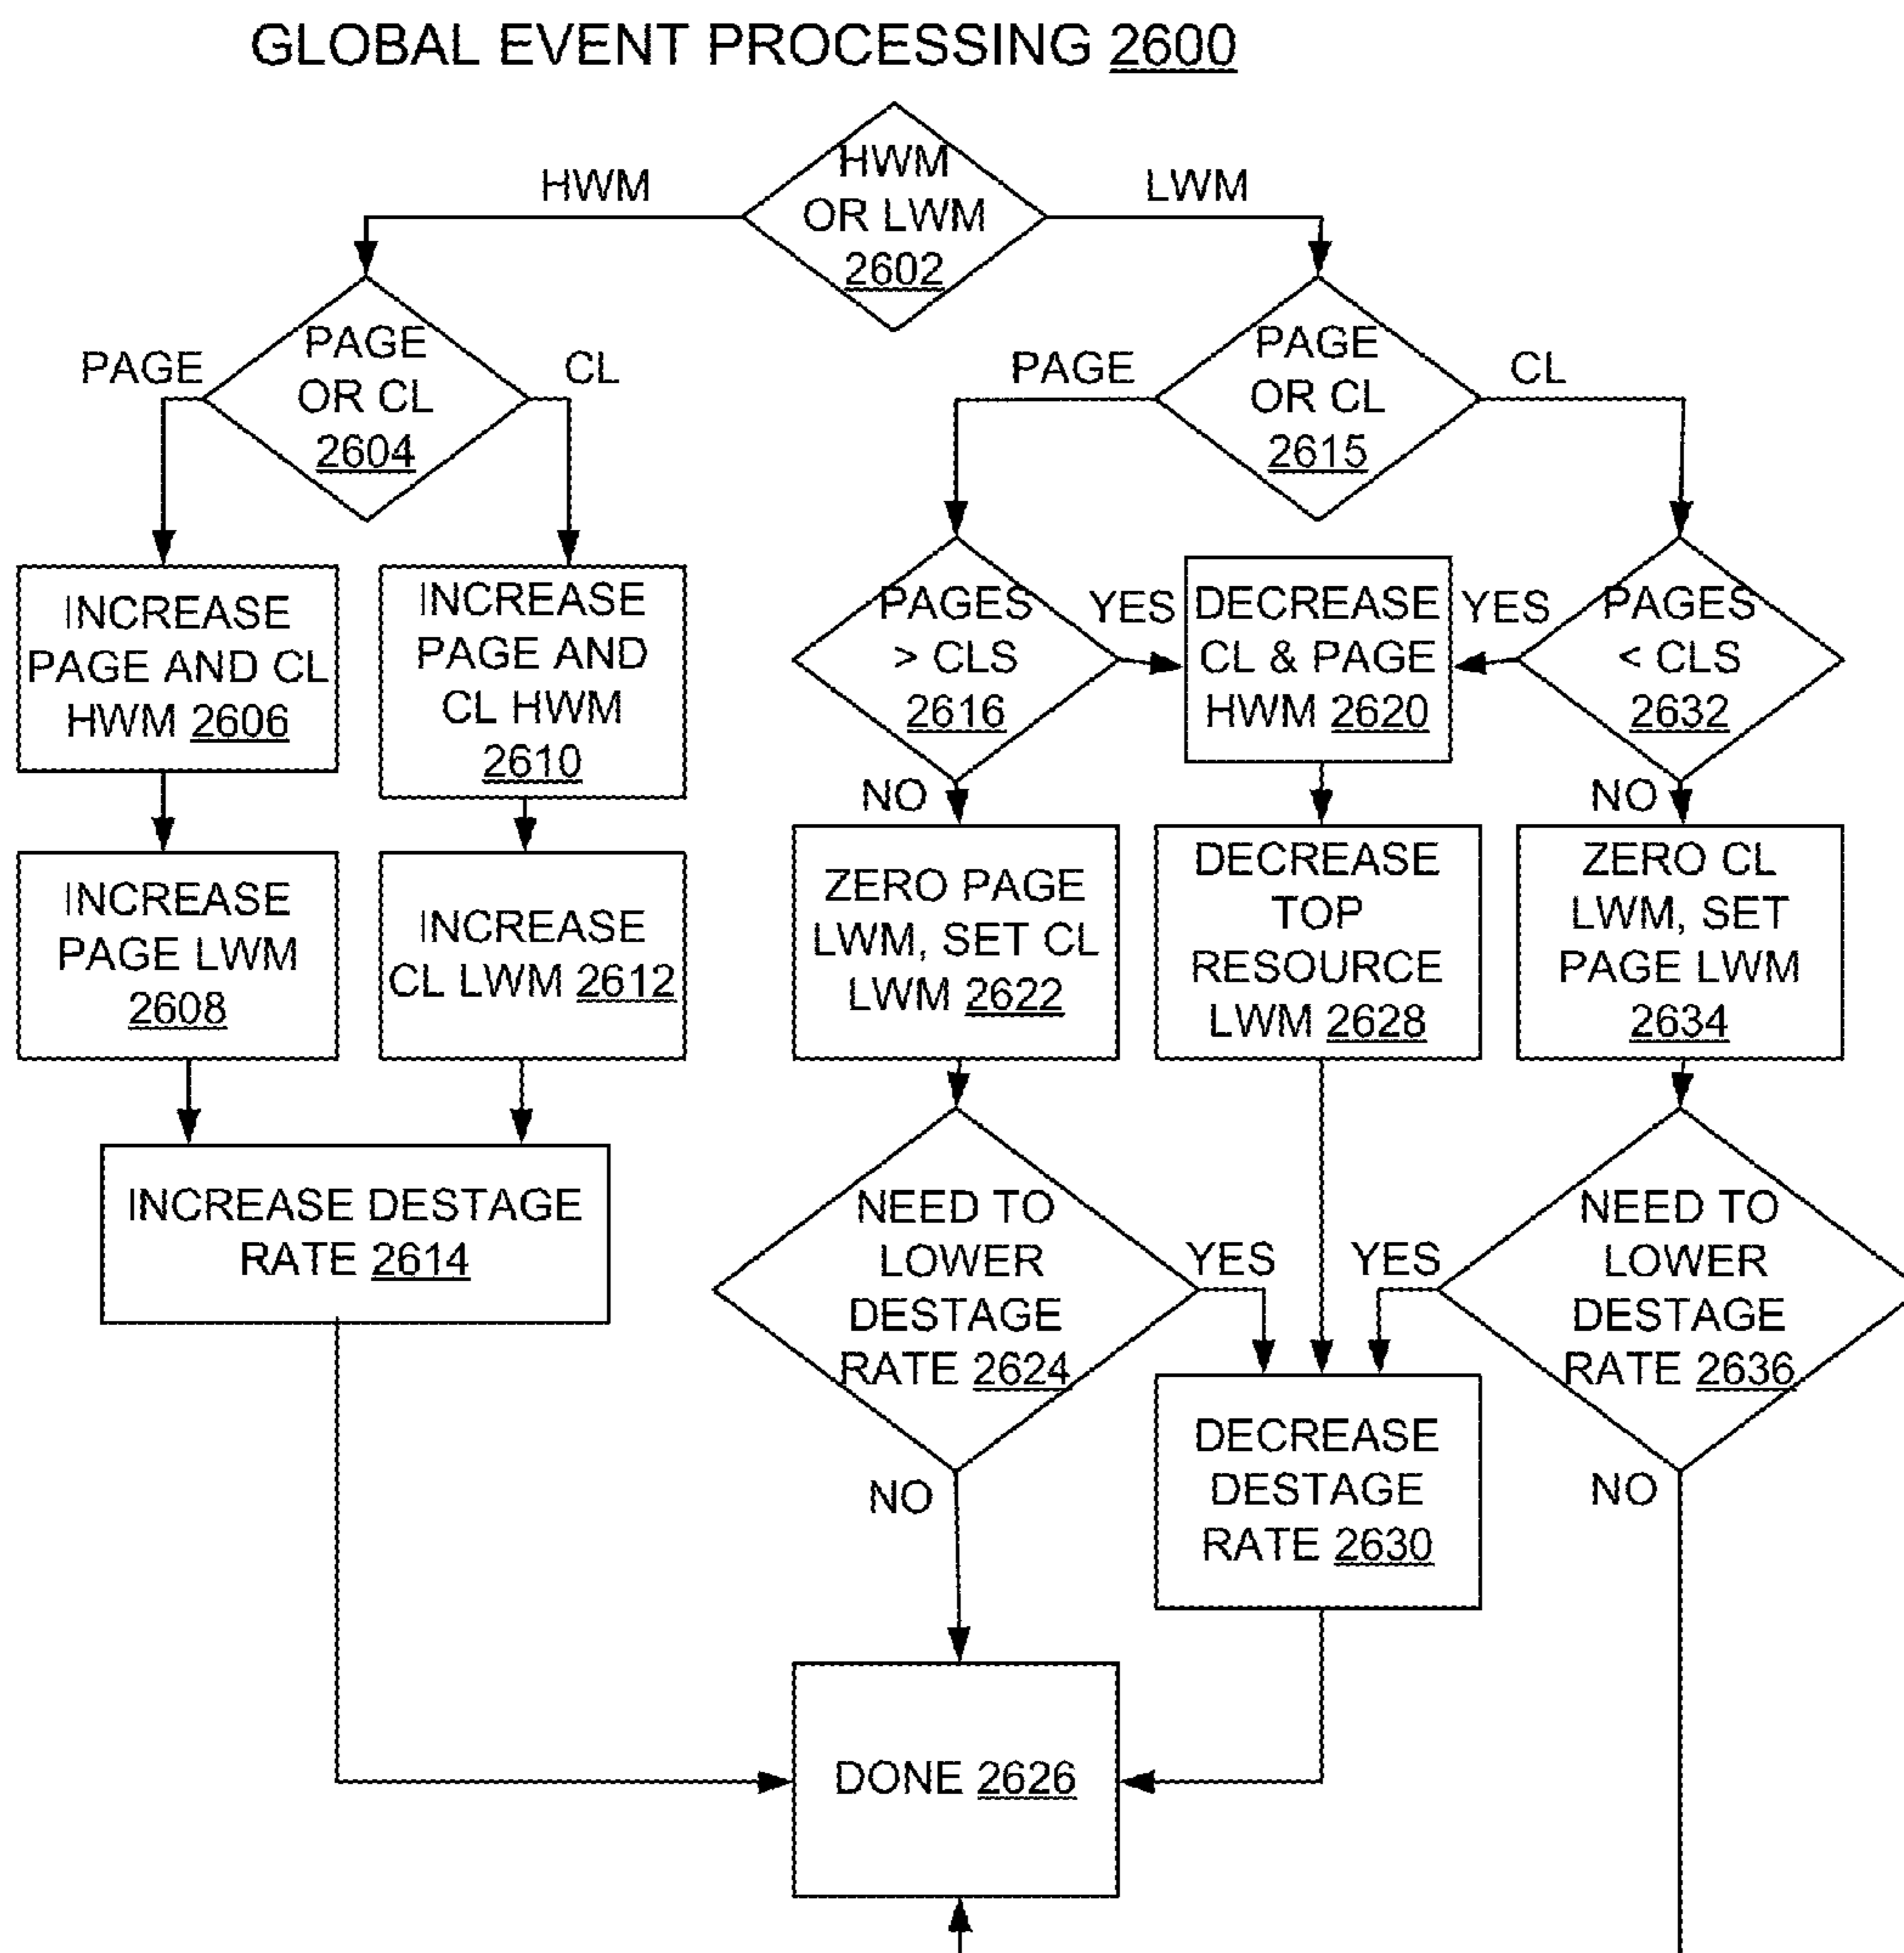 GLOBAL EVENT PROCESSING 2600
HWM
OR LWM
2602
HWM
LWM
PAGE
OR CL
2604
PAGE
CL
PAGE
OR CL
2615
PAGE
CL
INCREASE
PAGE AND CL
HWM 2606
INCREASE
PAGE AND
CL HWM
2610
PAGES
> CLS
2616
YES
DECREASE
CL & PAGE
HWM 2620
YES
PAGES
< CLS
2632
NO
NO
INCREASE
PAGE LWM
2608
INCREASE
CL LWM 2612
ZERO PAGE
LWM, SET CL
LWM 2622
DECREASE
TOP
RESOURCE
LWM 2628
ZERO CL
LWM, SET
PAGE LWM
2634
INCREASE DESTAGE
RATE 2614
NEED TO
LOWER
DESTAGE
RATE 2624
YES
YES
NEED TO
LOWER
DESTAGE
RATE 2636
NO
DECREASE
DESTAGE
RATE 2630
NO
DONE 2626